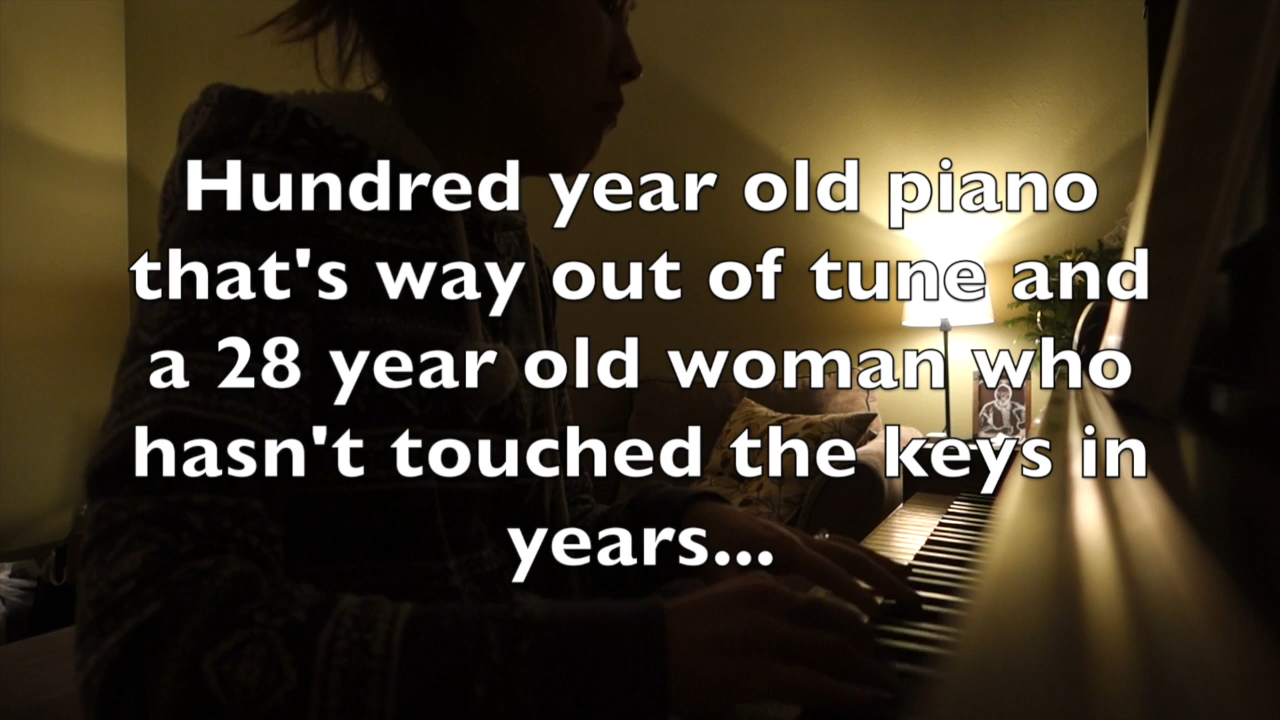 Hundred year old piano
that's way out of tune and
a 28 year old woman who
hasn't touched the keys in
years...